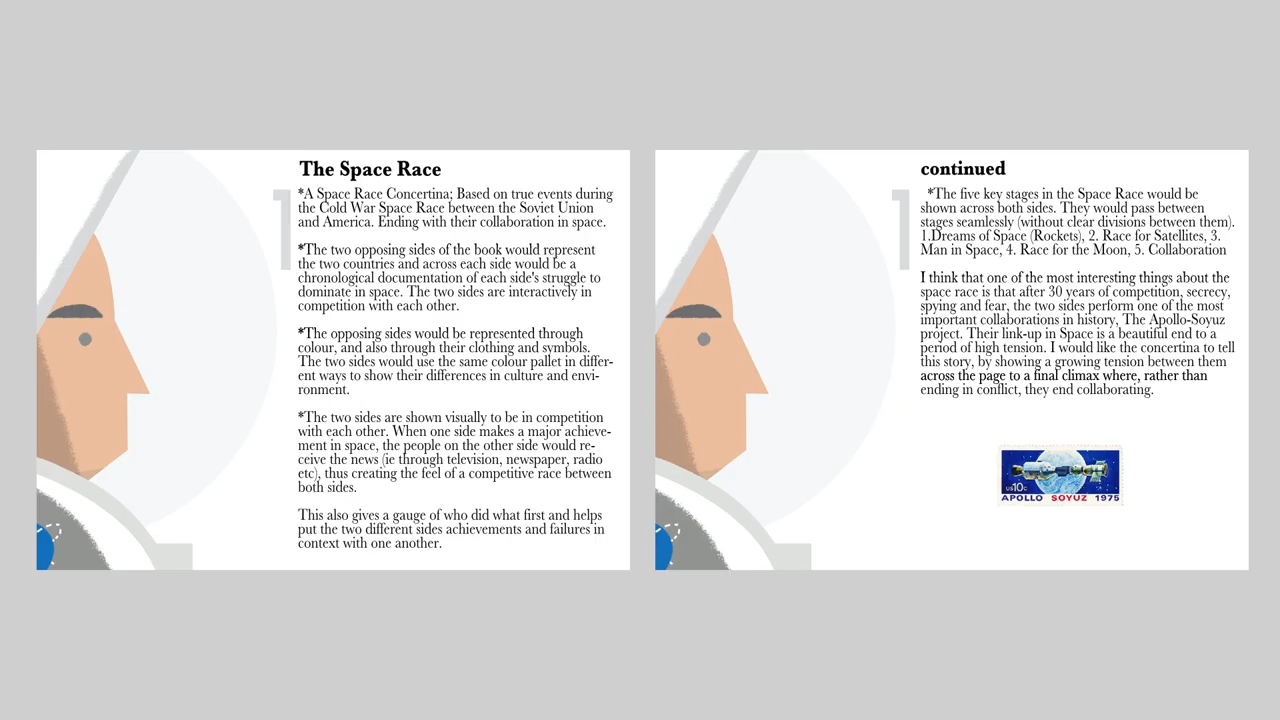 The Space Race
*A Space Race Concertina; Based on true events during
the Cold War Space Race between the Soviet Union
and America. Ending with their collaboration in space.
*The two opposing sides of the book would represent
the two countries and across each side would be a
chronological documentation of each side's struggle to
dominate in space. The two sides are interactively in
competition with each other.
*The opposing sides would be represented through
colour, and also through their clothing and symbols.
The two sides would use the same colour pallet in differ-
ent ways to show their differences in culture and envi-
ronment.
*The two sides are shown visually to be in competition
with each other. When one side makes a major achieve-
ment in space, the people on the other side would re-
ceive the news (ie through television, newspaper, radio
etc), thus creating the feel of a competitive race between
both sides.
This also gives a gauge of who did what first and helps
put the two different sides achievements and failures in
context with one another.
1
continued
*The five key stages in the Space Race would be
shown across both sides. They would pass between
stages seamlessly (without clear divisions between them).
1.Dreams of Space (Rockets), 2. Race for Satellites, 3.
Man in Space, 4. Race for the Moon, 5. Collaboration
I think that one of the most interesting things about the
space race is that after 30 years of competition, secrecy,
spying and fear, the two sides perform one of the most
important collaborations in history, The Apollo-Soyuz
project. Their link-up in Space is a beautiful end to a
period of high tension. I would like the concertina to tell
this story, by showing a growing tension between them
across the page to a final climax where, rather than
ending in conflict, they end collaborating.
1
US10c
APOLLO SOYUZ 1975